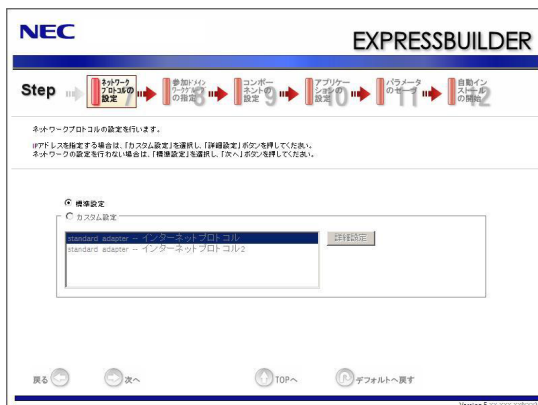 NEC
EXPRESSBUILDER
Step
ネットワーク
プロトコルの
設定
7
参加ドメイン
ワークグループ
の指定
8
コンポー
ネントの
設定
9
アプリケー
ションの
設定
10
パラメータ
のセーブ
11
自動イン
ストール
の開始
12
ネットワークプロトコルの設定を行います。
IPアドレスを指定する場合は、「カスタム設定」を選択し、「詳細設定」ボタンを押してください。
ネットワークの設定を行わない場合は、「標準設定」を選択し、「次へ」ボタンを押してください。
標準設定
カスタム設定
standard adapter -- インターネットプロトコル
standard adapter -- インターネットプロトコル2
詳細設定
戻る
次へ
TOPへ
デフォルトへ戻す